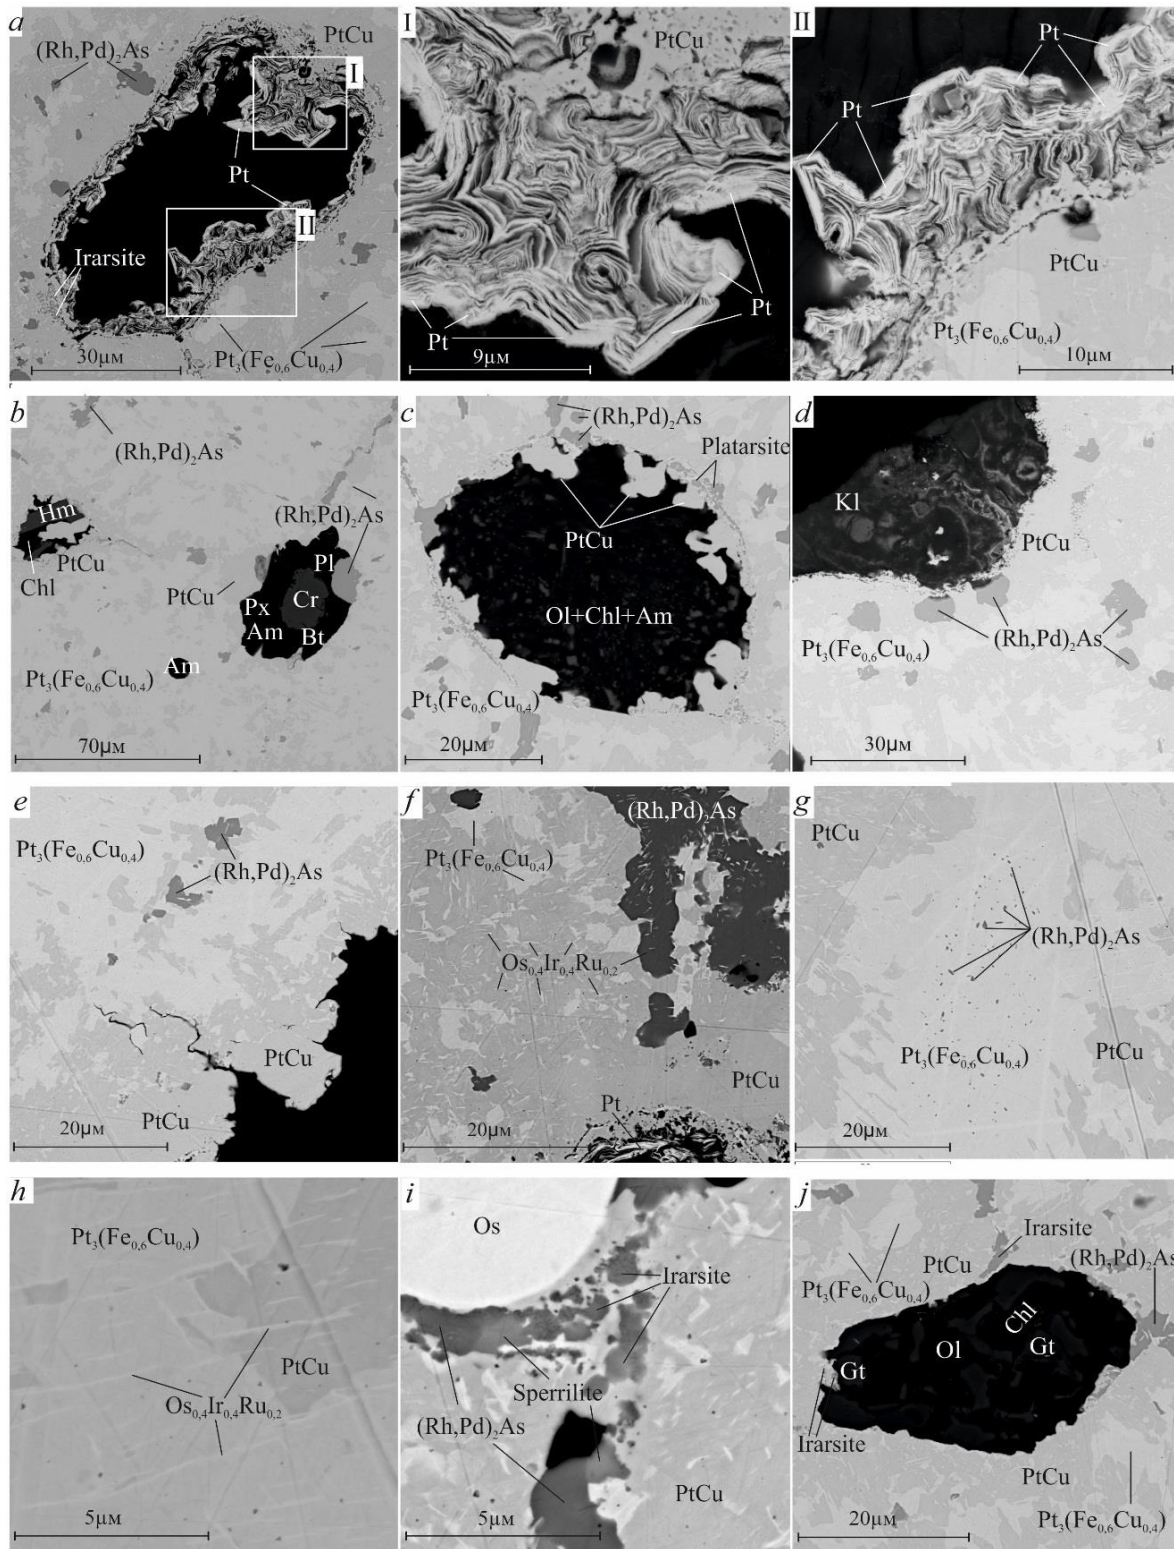 a
(Rh,Pd)₂As
PtCu
I
Pt
II
Irarsite
30μм
Pt₃(Fe₀,₆Cu₀,₄)
I
PtCu
Pt
Pt
Pt
9μм
II
Pt
Pt
PtCu
Pt₃(Fe₀,₆Cu₀,₄)
10μм
b
(Rh,Pd)₂As
Hm
(Rh,Pd)₂As
PtCu
Chl
PtCu
Pl
Cr
Px
Am
Bt
Am
Pt₃(Fe₀,₆Cu₀,₄)
70μм
c
(Rh,Pd)₂As
Platarsite
PtCu
Ol+Chl+Am
Pt₃(Fe₀,₆Cu₀,₄)
20μм
d
Kl
PtCu
Pt₃(Fe₀,₆Cu₀,₄)
(Rh,Pd)₂As
30μм
e
Pt₃(Fe₀,₆Cu₀,₄)
(Rh,Pd)₂As
PtCu
PtCu
20μм
f
(Rh,Pd)₂As
Pt₃(Fe₀,₆Cu₀,₄)
Os₀,₄Ir₀,₄Ru₀,₂
PtCu
Pt
20μм
g
PtCu
(Rh,Pd)₂As
Pt₃(Fe₀,₆Cu₀,₄)
PtCu
20μм
h
Pt₃(Fe₀,₆Cu₀,₄)
PtCu
Os₀,₄Ir₀,₄Ru₀,₂
5μм
i
Os
Irarsite
Sperrilite
(Rh,Pd)₂As
PtCu
5μм
j
Irarsite
PtCu
(Rh,Pd)₂As
Pt₃(Fe₀,₆Cu₀,₄)
Chl
Ol
Gt
Gt
Irarsite
PtCu
20μм
Pt₃(Fe₀,₆Cu₀,₄)